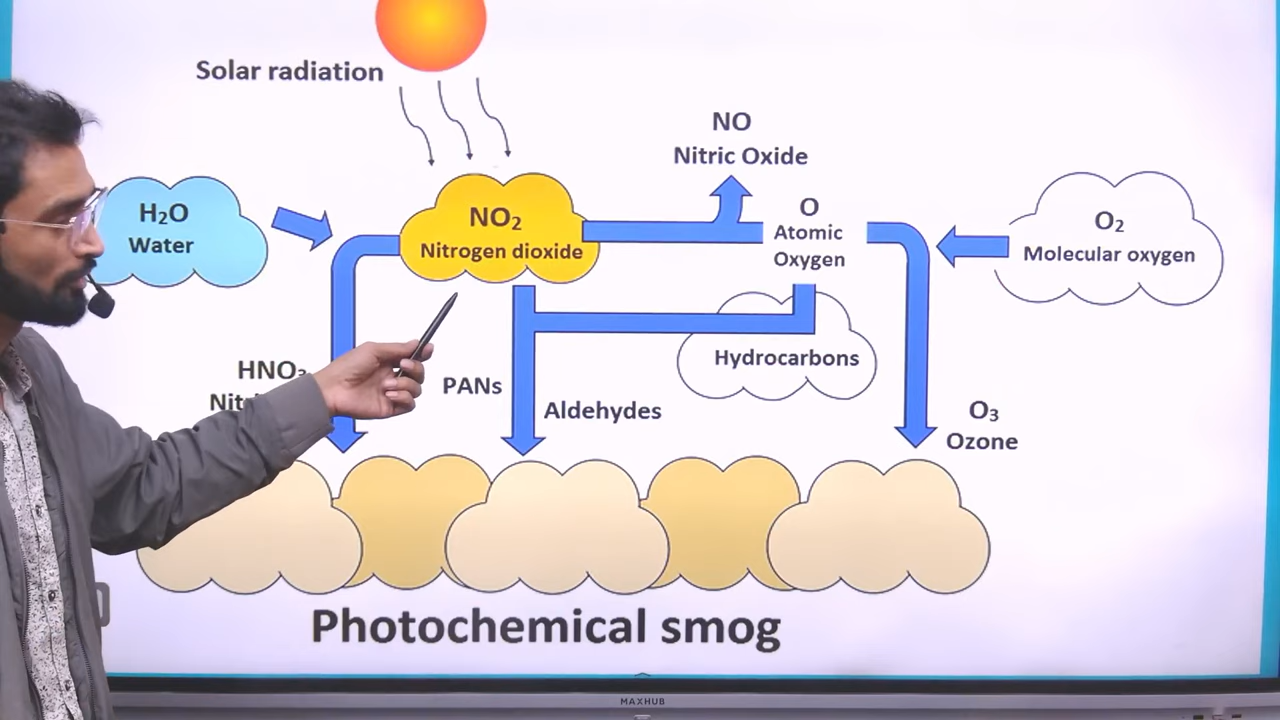 Solar radiation
NO
Nitric Oxide
H₂O
Water
NO₂
Nitrogen dioxide
O
Atomic
Oxygen
O₂
Molecular oxygen
Hydrocarbons
HNO₃
PANs
Aldehydes
O₃
Ozone
Photochemical smog
MAXHUB